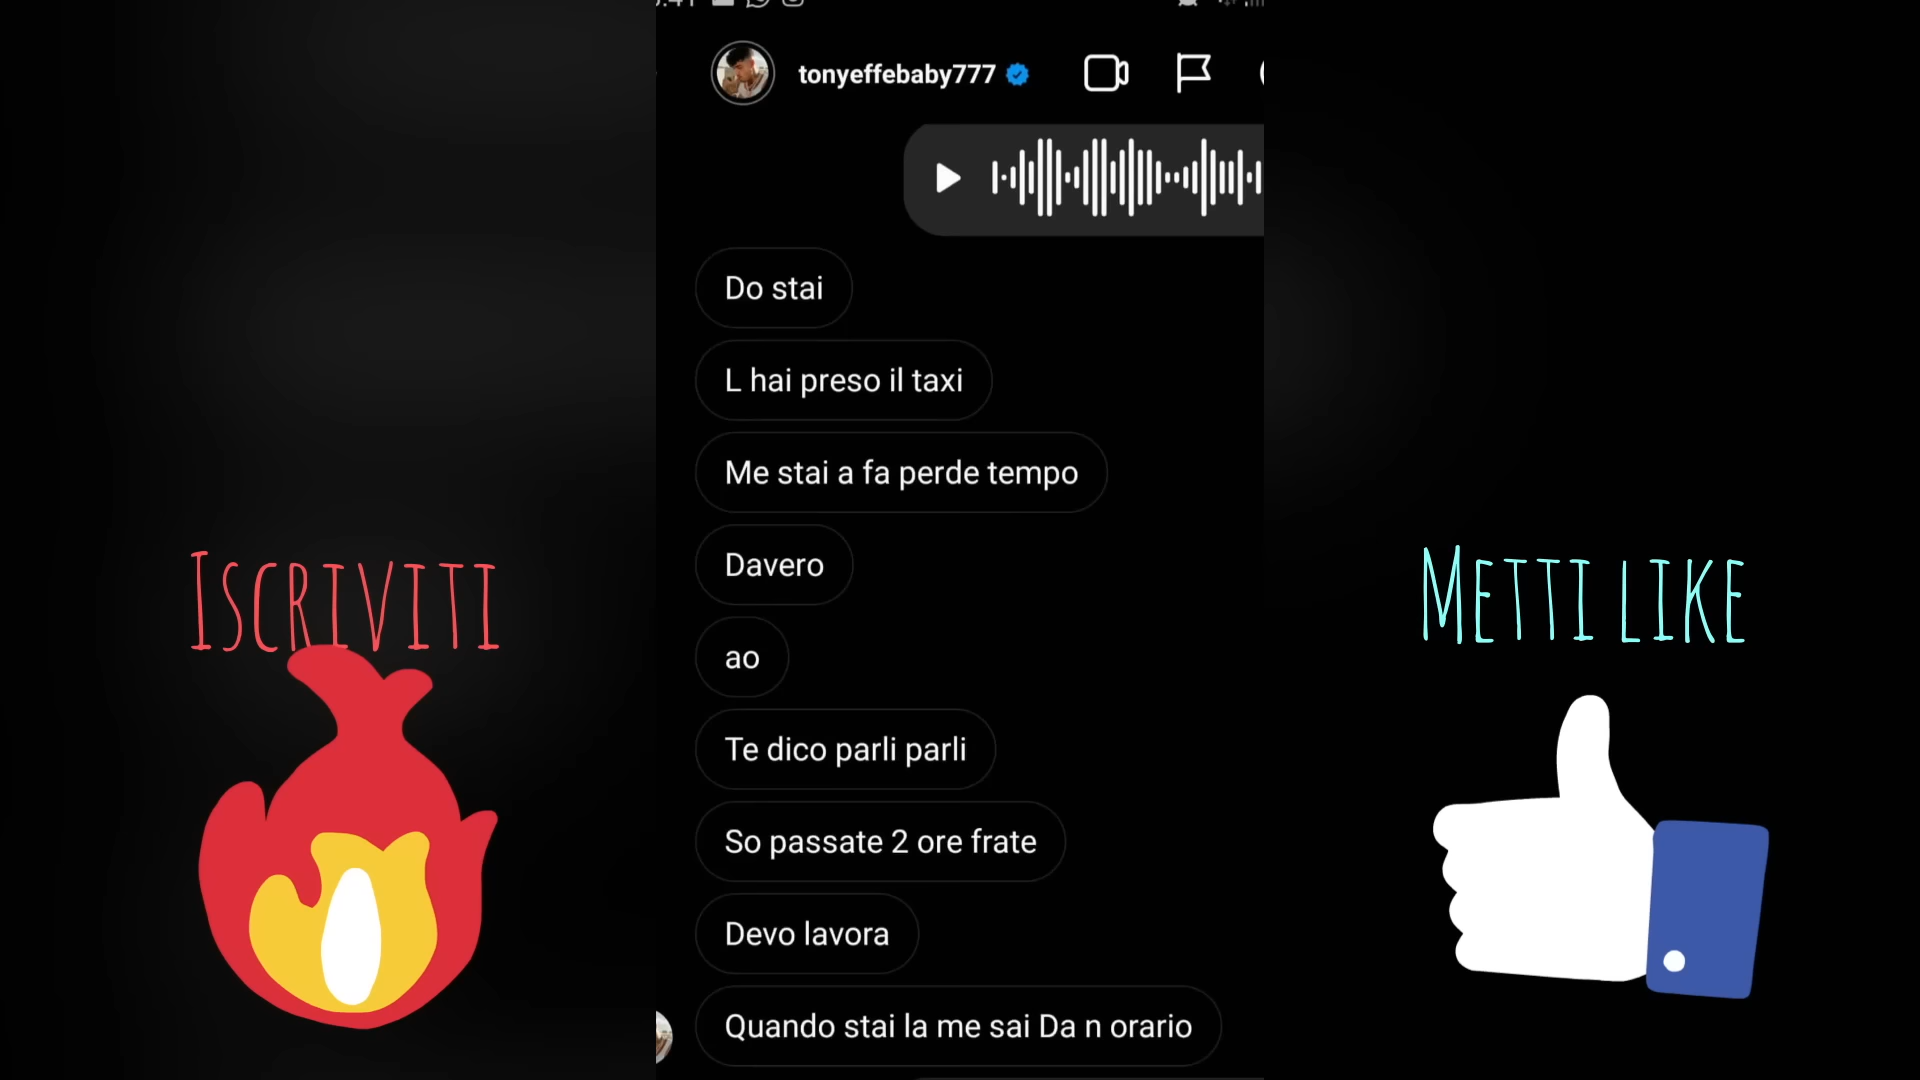 tonyeffebaby777
Do stai
L hai preso il taxi
Me stai a fa perde tempo
Davero
ao
Te dico parli parli
So passate 2 ore frate
Devo lavora
Quando stai la me sai Da n orario
Iscriviti
Metti like